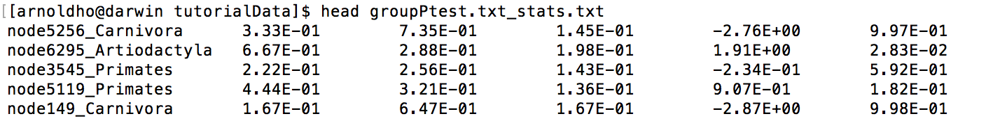 [[arnoldho@darwin tutorialData]$ head groupPtest.txt_stats.txt
node5256_Carnivora 3.33E-01 7.35E-01 1.45E-01 -2.76E+00 9.97E-01
node6295_Artiodactyla 6.67E-01 2.88E-01 1.98E-01 1.91E+00 2.83E-02
node3545_Primates 2.22E-01 2.56E-01 1.43E-01 -2.34E-01 5.92E-01
node5119_Primates 4.44E-01 3.21E-01 1.36E-01 9.07E-01 1.82E-01
node149_Carnivora 1.67E-01 6.47E-01 1.67E-01 -2.87E+00 9.98E-01